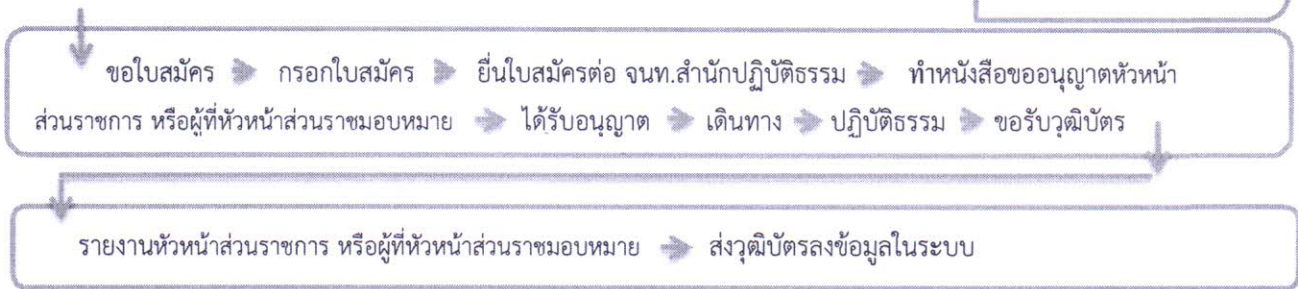 ขอใบสมัคร กรอกใบสมัคร ยื่นใบสมัครต่อ จนท.สำนักปฏิบัติธรรม ทำหนังสือขออนุญาตหัวหน้า
ส่วนราชการ หรือผู้ที่หัวหน้าส่วนราชมอบหมาย ได้รับอนุญาต เดินทาง ปฏิบัติธรรม ขอรับวุฒิบัตร
รายงานหัวหน้าส่วนราชการ หรือผู้ที่หัวหน้าส่วนราชมอบหมาย ส่งวุฒิบัตรลงข้อมูลในระบบ